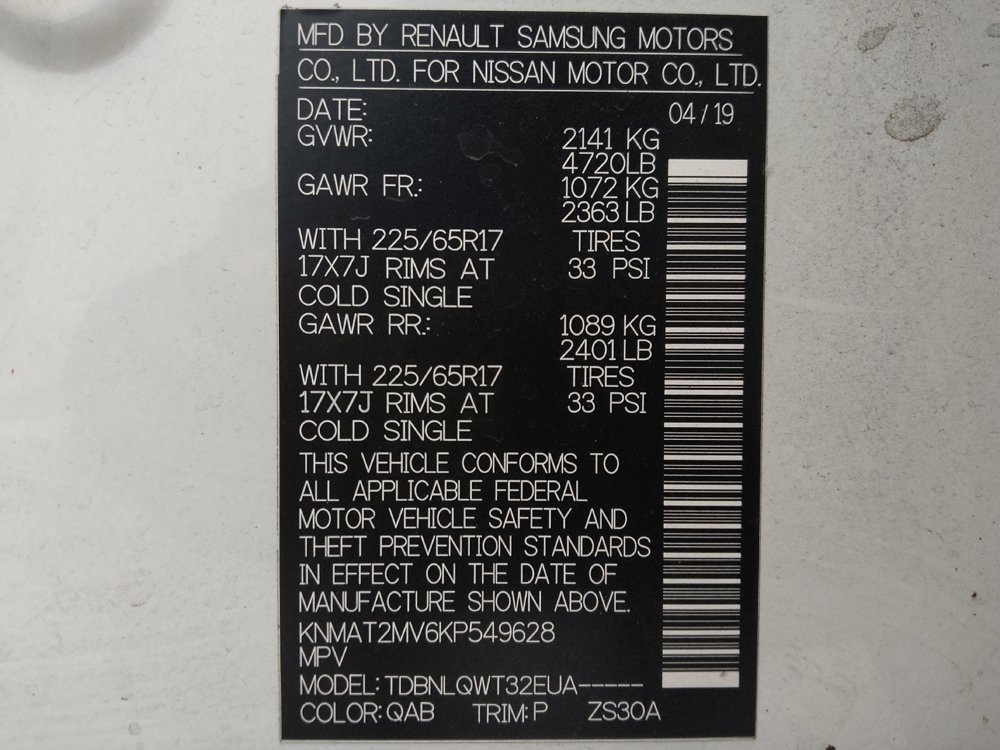 MFD BY RENAULT SAMSUNG MOTORS
CO., LTD. FOR NISSAN MOTOR CO., LTD.
DATE: 04/19
GVWR: 2141 KG
4720LB
GAWR FR.: 1072 KG
2363 LB
WITH 225/65R17 TIRES
17X7J RIMS AT 33 PSI
COLD SINGLE
GAWR RR.: 1089 KG
2401 LB
WITH 225/65R17 TIRES
17X7J RIMS AT 33 PSI
COLD SINGLE
THIS VEHICLE CONFORMS TO
ALL APPLICABLE FEDERAL
MOTOR VEHICLE SAFETY AND
THEFT PREVENTION STANDARDS
IN EFFECT ON THE DATE OF
MANUFACTURE SHOWN ABOVE.
KNMAT2MV6KP549628
MPV
MODEL: TDBNLQWT32EUA-----
COLOR: QAB TRIM: P ZS30A